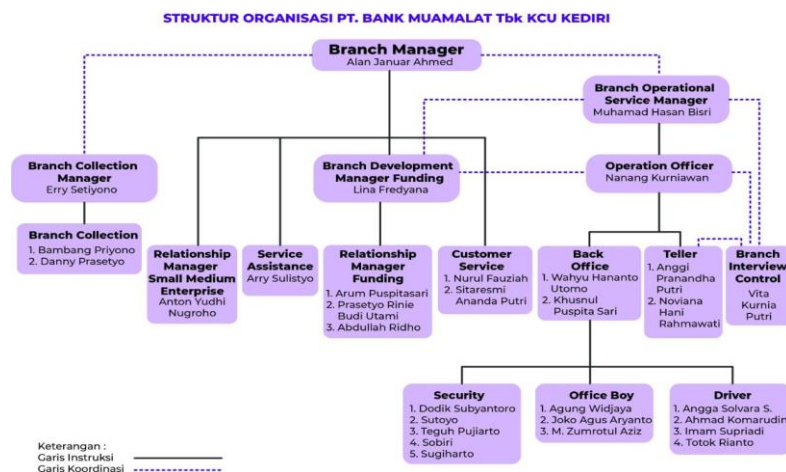 STRUKTUR ORGANISASI PT. BANK MUAMALAT Tbk KCU KEDIRI
Branch Manager
Alan Januar Ahmed
Branch Operational
Service Manager
Muhamad Hasan Bisri
Branch Collection
Manager
Erry Setiyono
Branch Development
Manager Funding
Lina Fredyana
Operation Officer
Nanang Kurniawan
Branch Collection
1. Bambang Priyono
2. Danny Prasetyo
Relationship
Manager
Small Medium
Enterprise
Anton Yudhi
Nugroho
Service
Assistance
Arry Sulistyo
Relationship
Manager
Funding
1. Arum Puspitasari
2. Prasetyo Rinie
Budi Utami
3. Abdullah Ridho
Customer
Service
1. Nurul Fauziah
2. Sitaresmi
Ananda Putri
Back
Office
1. Wahyu Hananto
Utomo
2. Khusnul
Puspita Sari
Teller
1. Anggi
Pranandha
Putri
2. Noviana
Hani
Rahmawati
Branch
Interview
Control
Vita
Kurnia
Putri
Security
1. Dodik Subyantoro
2. Sutoyo
3. Teguh Pujiarto
4. Sobiri
5. Sugiharto
Office Boy
1. Agung Widjaya
2. Joko Agus Aryanto
3. M. Zumrotul Aziz
Driver
1. Angga Solvara S.
2. Ahmad Komarudin
3. Imam Supriadi
4. Totok Rianto
Keterangan :
Garis Instruksi
Garis Koordinasi